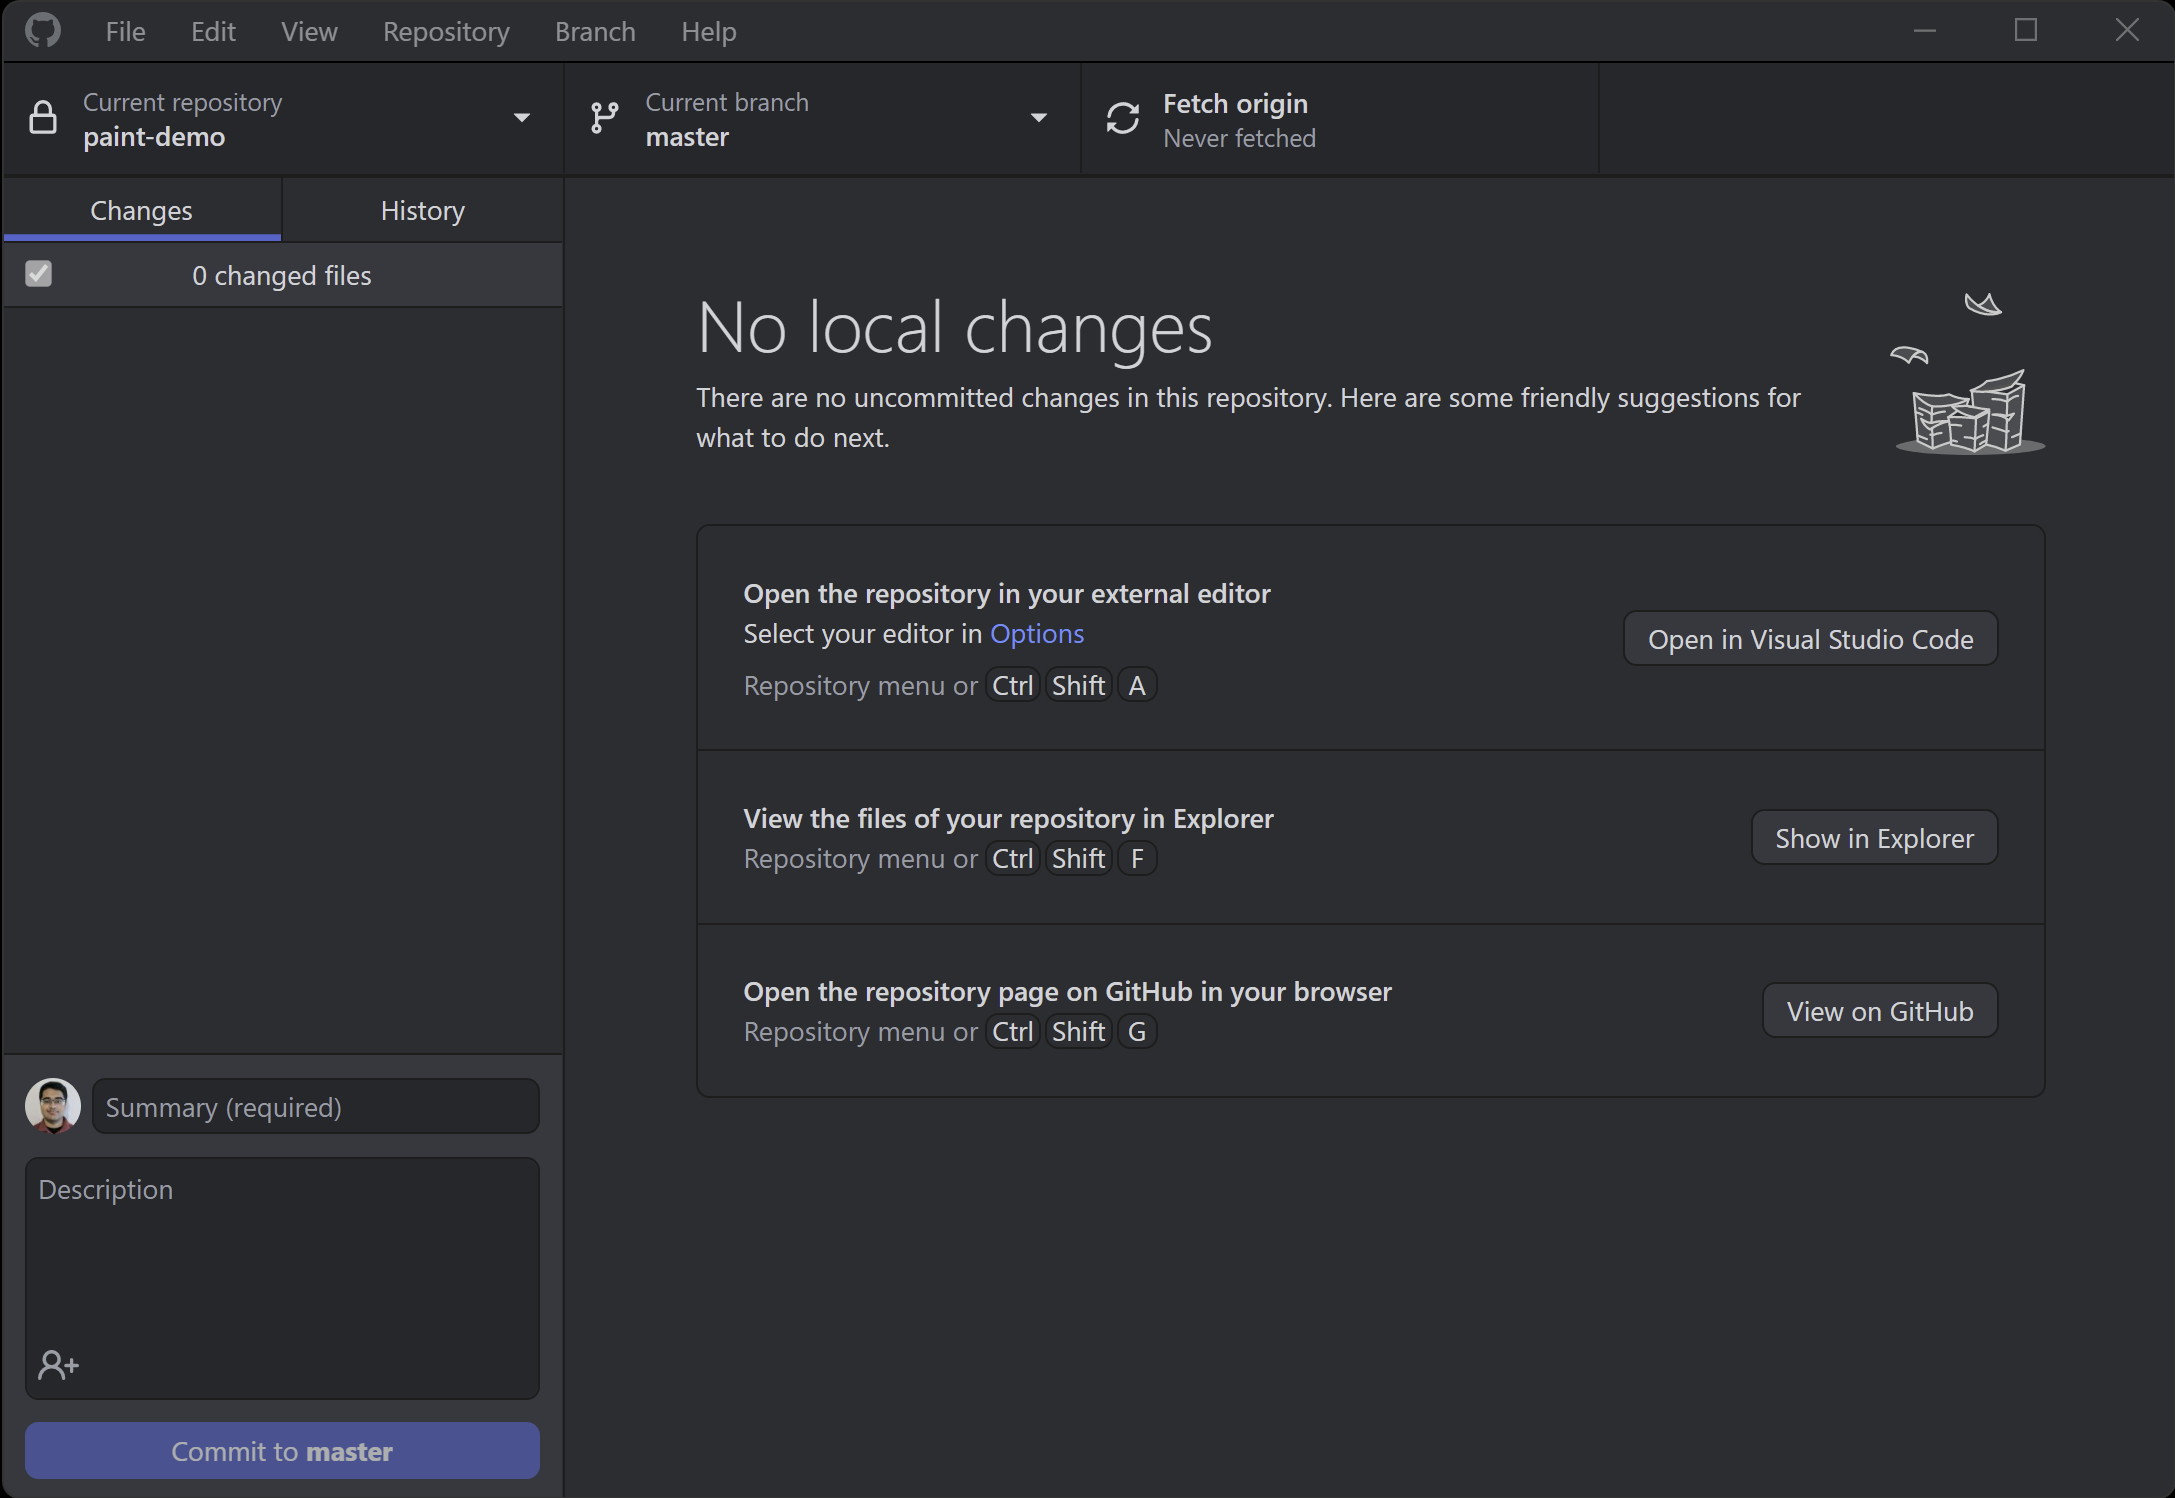 File Edit View Repository Branch Help
Current repository
paint-demo
Current branch
master
Fetch origin
Never fetched
Changes
History
0 changed files
No local changes
There are no uncommitted changes in this repository. Here are some friendly suggestions for
what to do next.
Open the repository in your external editor
Select your editor in Options
Repository menu or Ctrl Shift A
Open in Visual Studio Code
View the files of your repository in Explorer
Repository menu or Ctrl Shift F
Show in Explorer
Open the repository page on GitHub in your browser
Repository menu or Ctrl Shift G
View on GitHub
Summary (required)
Description
Commit to master